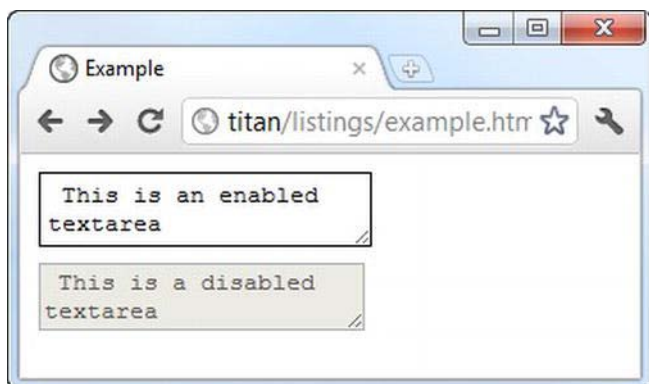 Example
titan/listings/example.htm
This is an enabled
textarea
This is a disabled
textarea